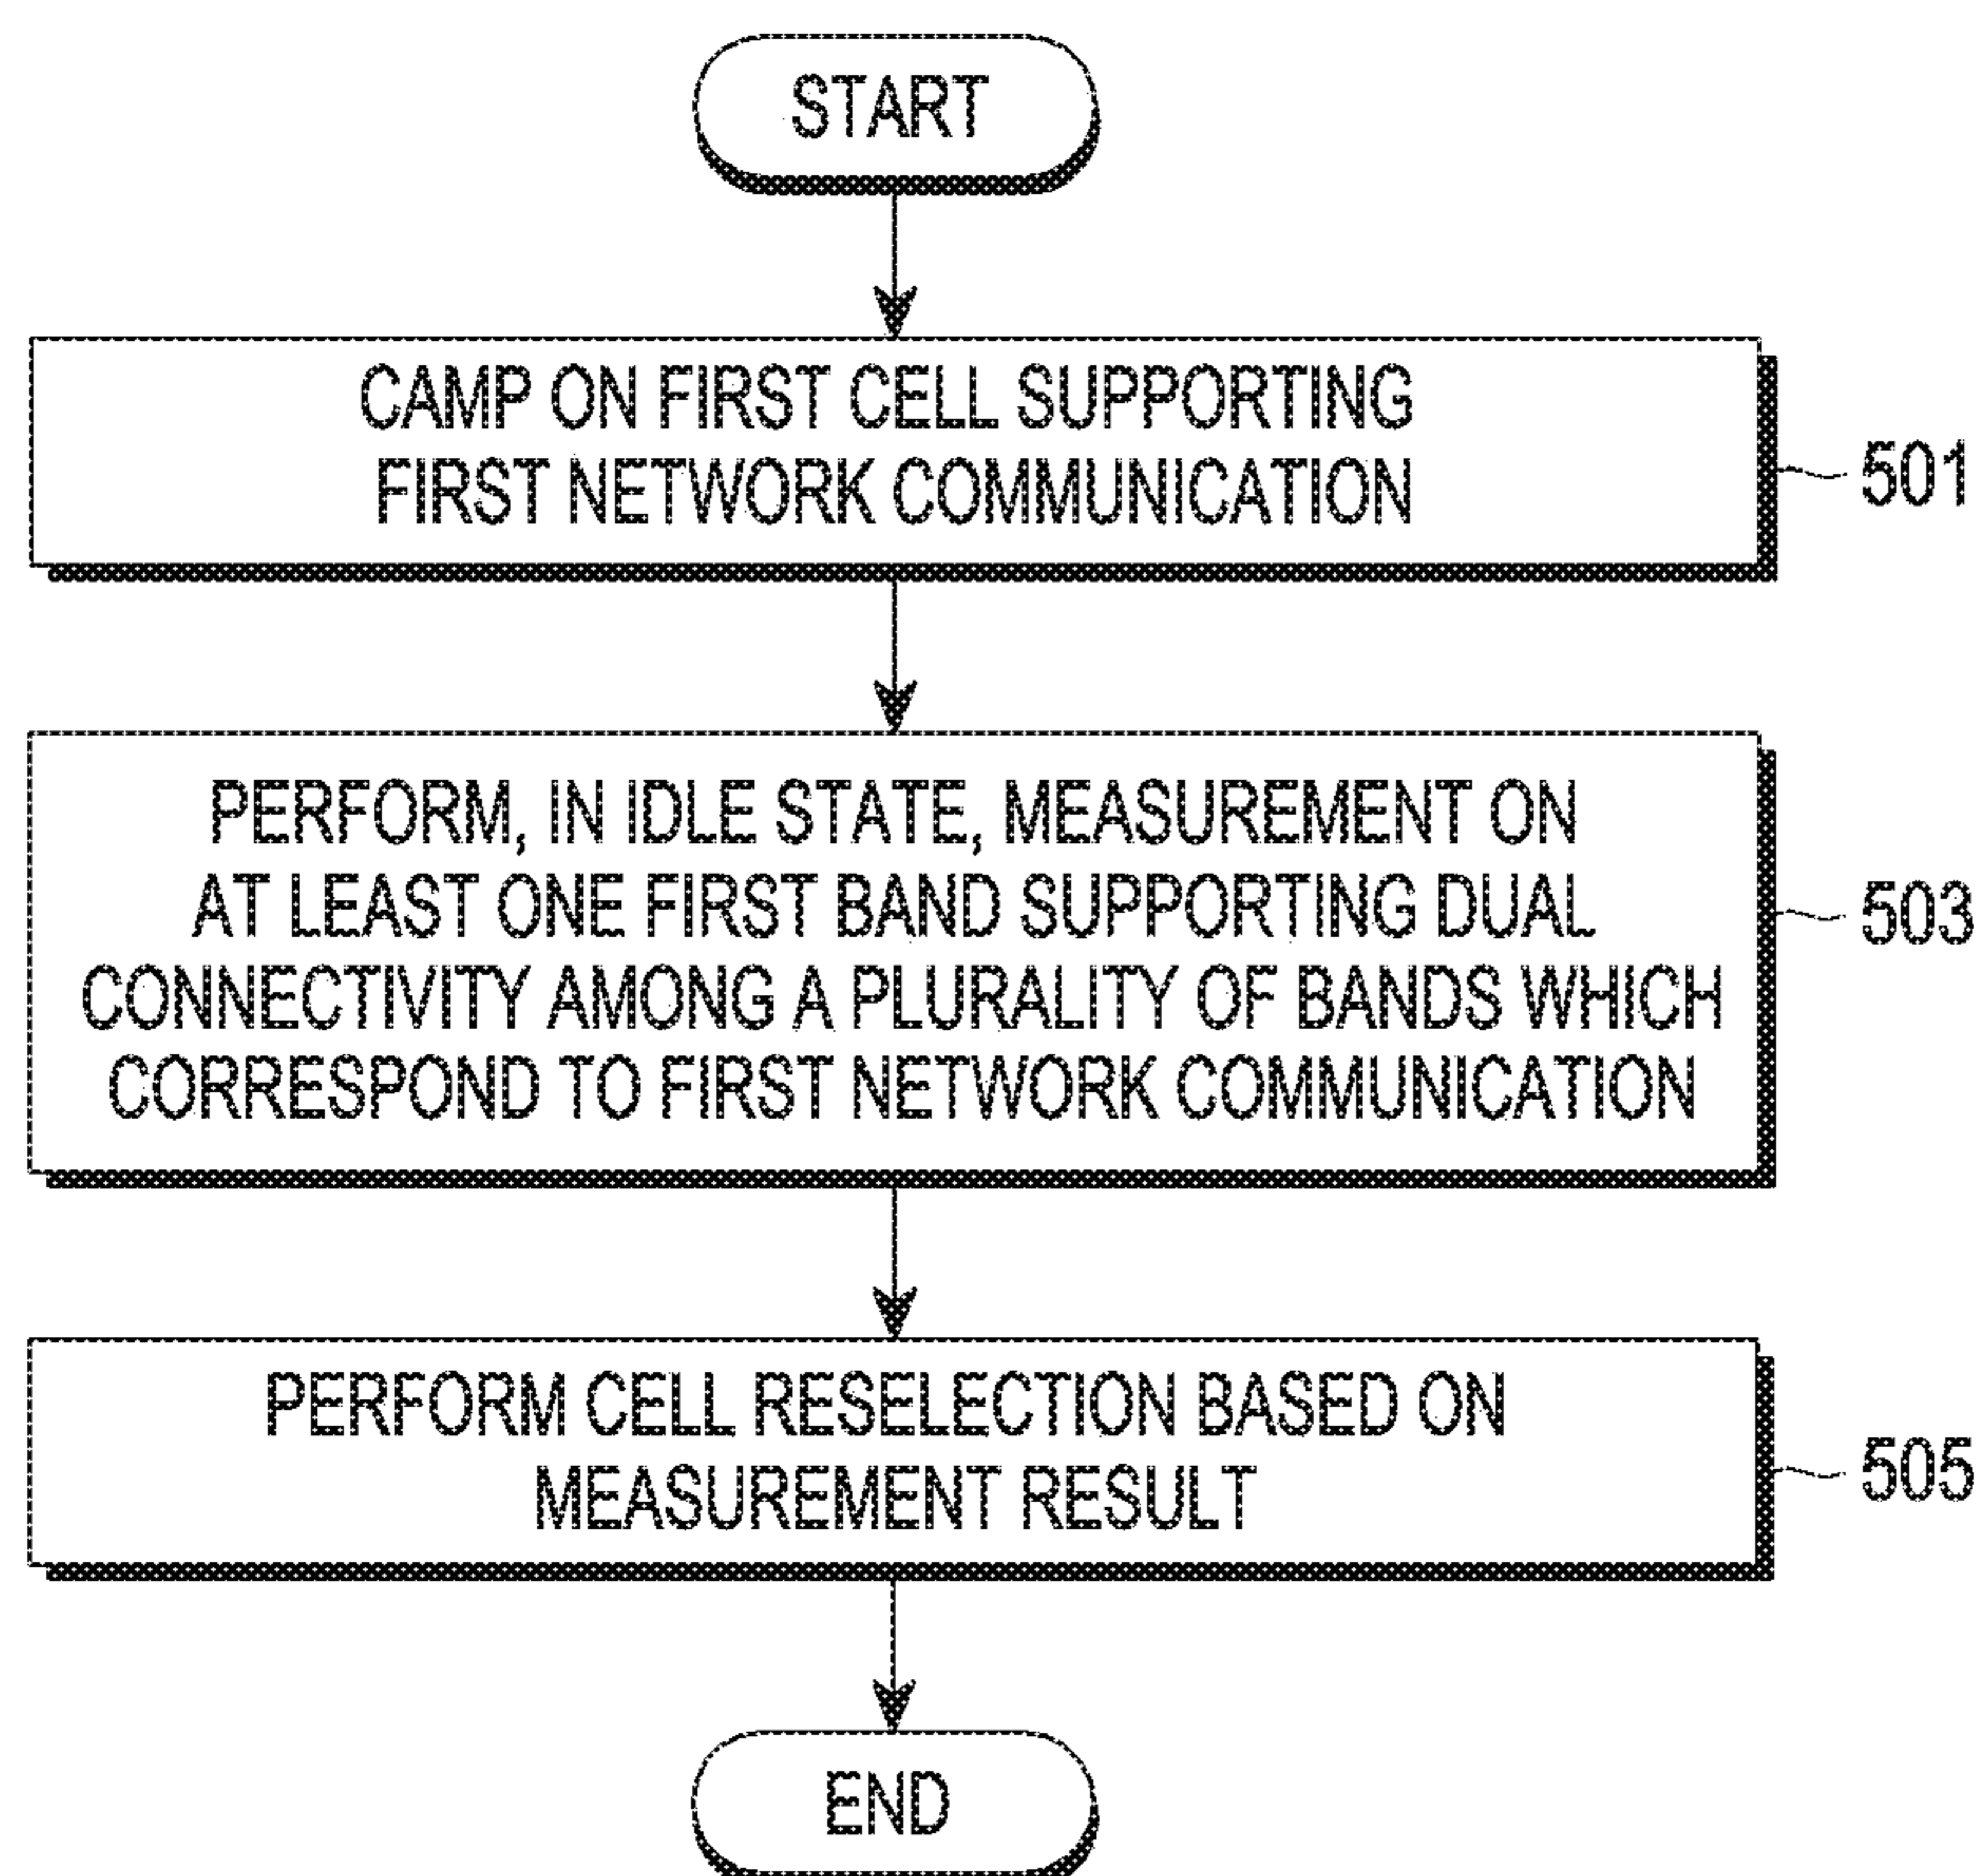 START
CAMP ON FIRST CELL SUPPORTING
FIRST NETWORK COMMUNICATION
501
PERFORM, IN IDLE STATE, MEASUREMENT ON
AT LEAST ONE FIRST BAND SUPPORTING DUAL
CONNECTIVITY AMONG A PLURALITY OF BANDS WHICH
CORRESPOND TO FIRST NETWORK COMMUNICATION
503
PERFORM CELL RESELECTION BASED ON
MEASUREMENT RESULT
505
END